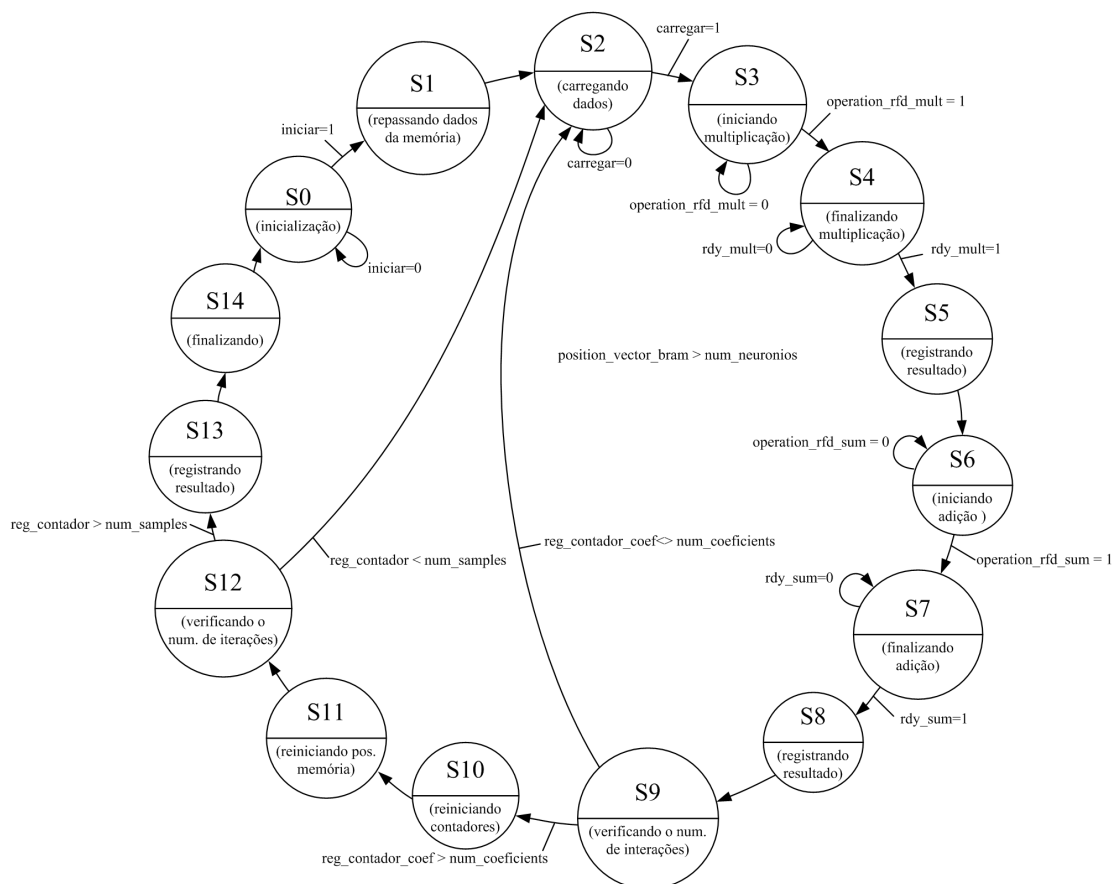 S2
(carregando
dados)
carregar=1
carregar=0
S1
(repassando dados
da memória)
S3
(iniciando
multiplicação)
operation_rfd_mult = 1
operation_rfd_mult = 0
iniciar=1
S0
(inicialização)
iniciar=0
S4
(finalizando
multiplicação)
rdy_mult=0
rdy_mult=1
S14
(finalizando)
S5
(registrando
resultado)
position_vector_bram > num_neuronios
S13
(registrando
resultado)
operation_rfd_sum = 0
S6
(iniciando
adição )
operation_rfd_sum = 1
reg_contador > num_samples
reg_contador < num_samples
reg_contador_coef<> num_coeficients
S12
(verificando o
num. de iterações)
rdy_sum=0
S7
(finalizando
adição)
rdy_sum=1
S11
(reiniciando pos.
memória)
S8
(registrando
resultado)
S10
(reiniciando
contadores)
S9
(verificando o num.
de interações)
reg_contador_coef > num_coeficients